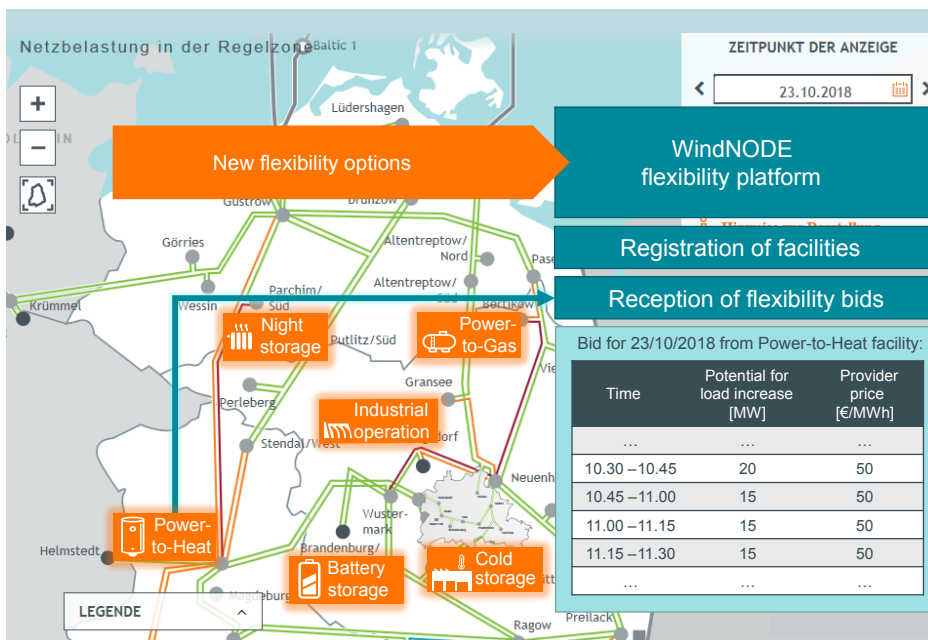 Netzbelastung in der Regelzone
Baltic 1
ZEITPUNKT DER ANZEIGE
23.10.2018
Lüdershagen
New flexibility options
WindNODE
flexibility platform
Güstrow
Görries
Altentreptow/
Nord
Registration of facilities
Altentreptow/
Süd
Krümmel
Wessin
Parchim/
Süd
Bertikow
Reception of flexibility bids
Night
storage
Power-
to-Gas
Putlitz/Süd
Bid for 23/10/2018 from Power-to-Heat facility:
Time
Potential for
load increase
[MW]
Provider
price
[€/MWh]
… … …
10.30 –10.45 20 50
10.45 –11.00 15 50
11.00 –11.15 15 50
11.15 –11.30 15 50
… … …
Gransee
Perleberg
Industrial
operation
Stendal/West
Wuster-
mark
Power-
to-Heat
Helmstedt
Brandenburg/
Battery
storage
Cold
storage
Magdeburg
LEGENDE
Ragow
Preilack